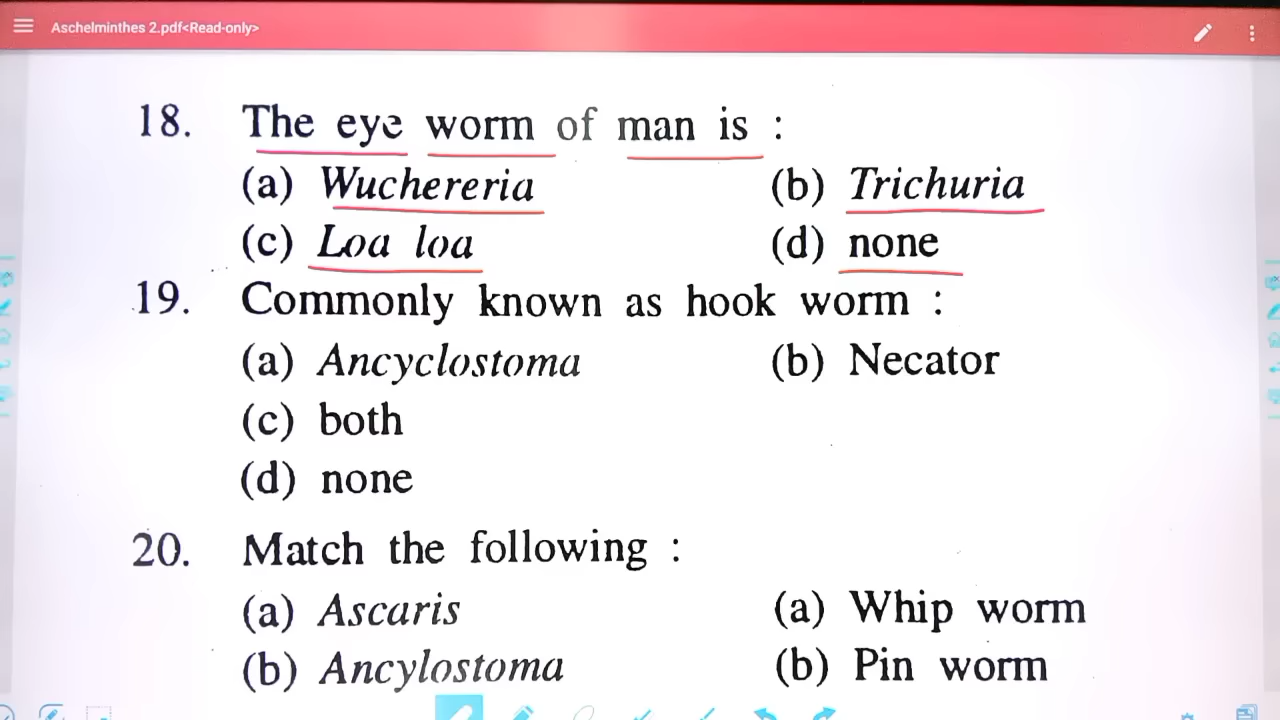 Aschelminthes 2.pdf<Read-only>
18. The eye worm of man is :
(a) Wuchereria (b) Trichuria
(c) Loa loa (d) none
19. Commonly known as hook worm :
(a) Ancyclostoma (b) Necator
(c) both
(d) none
20. Match the following :
(a) Ascaris (a) Whip worm
(b) Ancylostoma (b) Pin worm